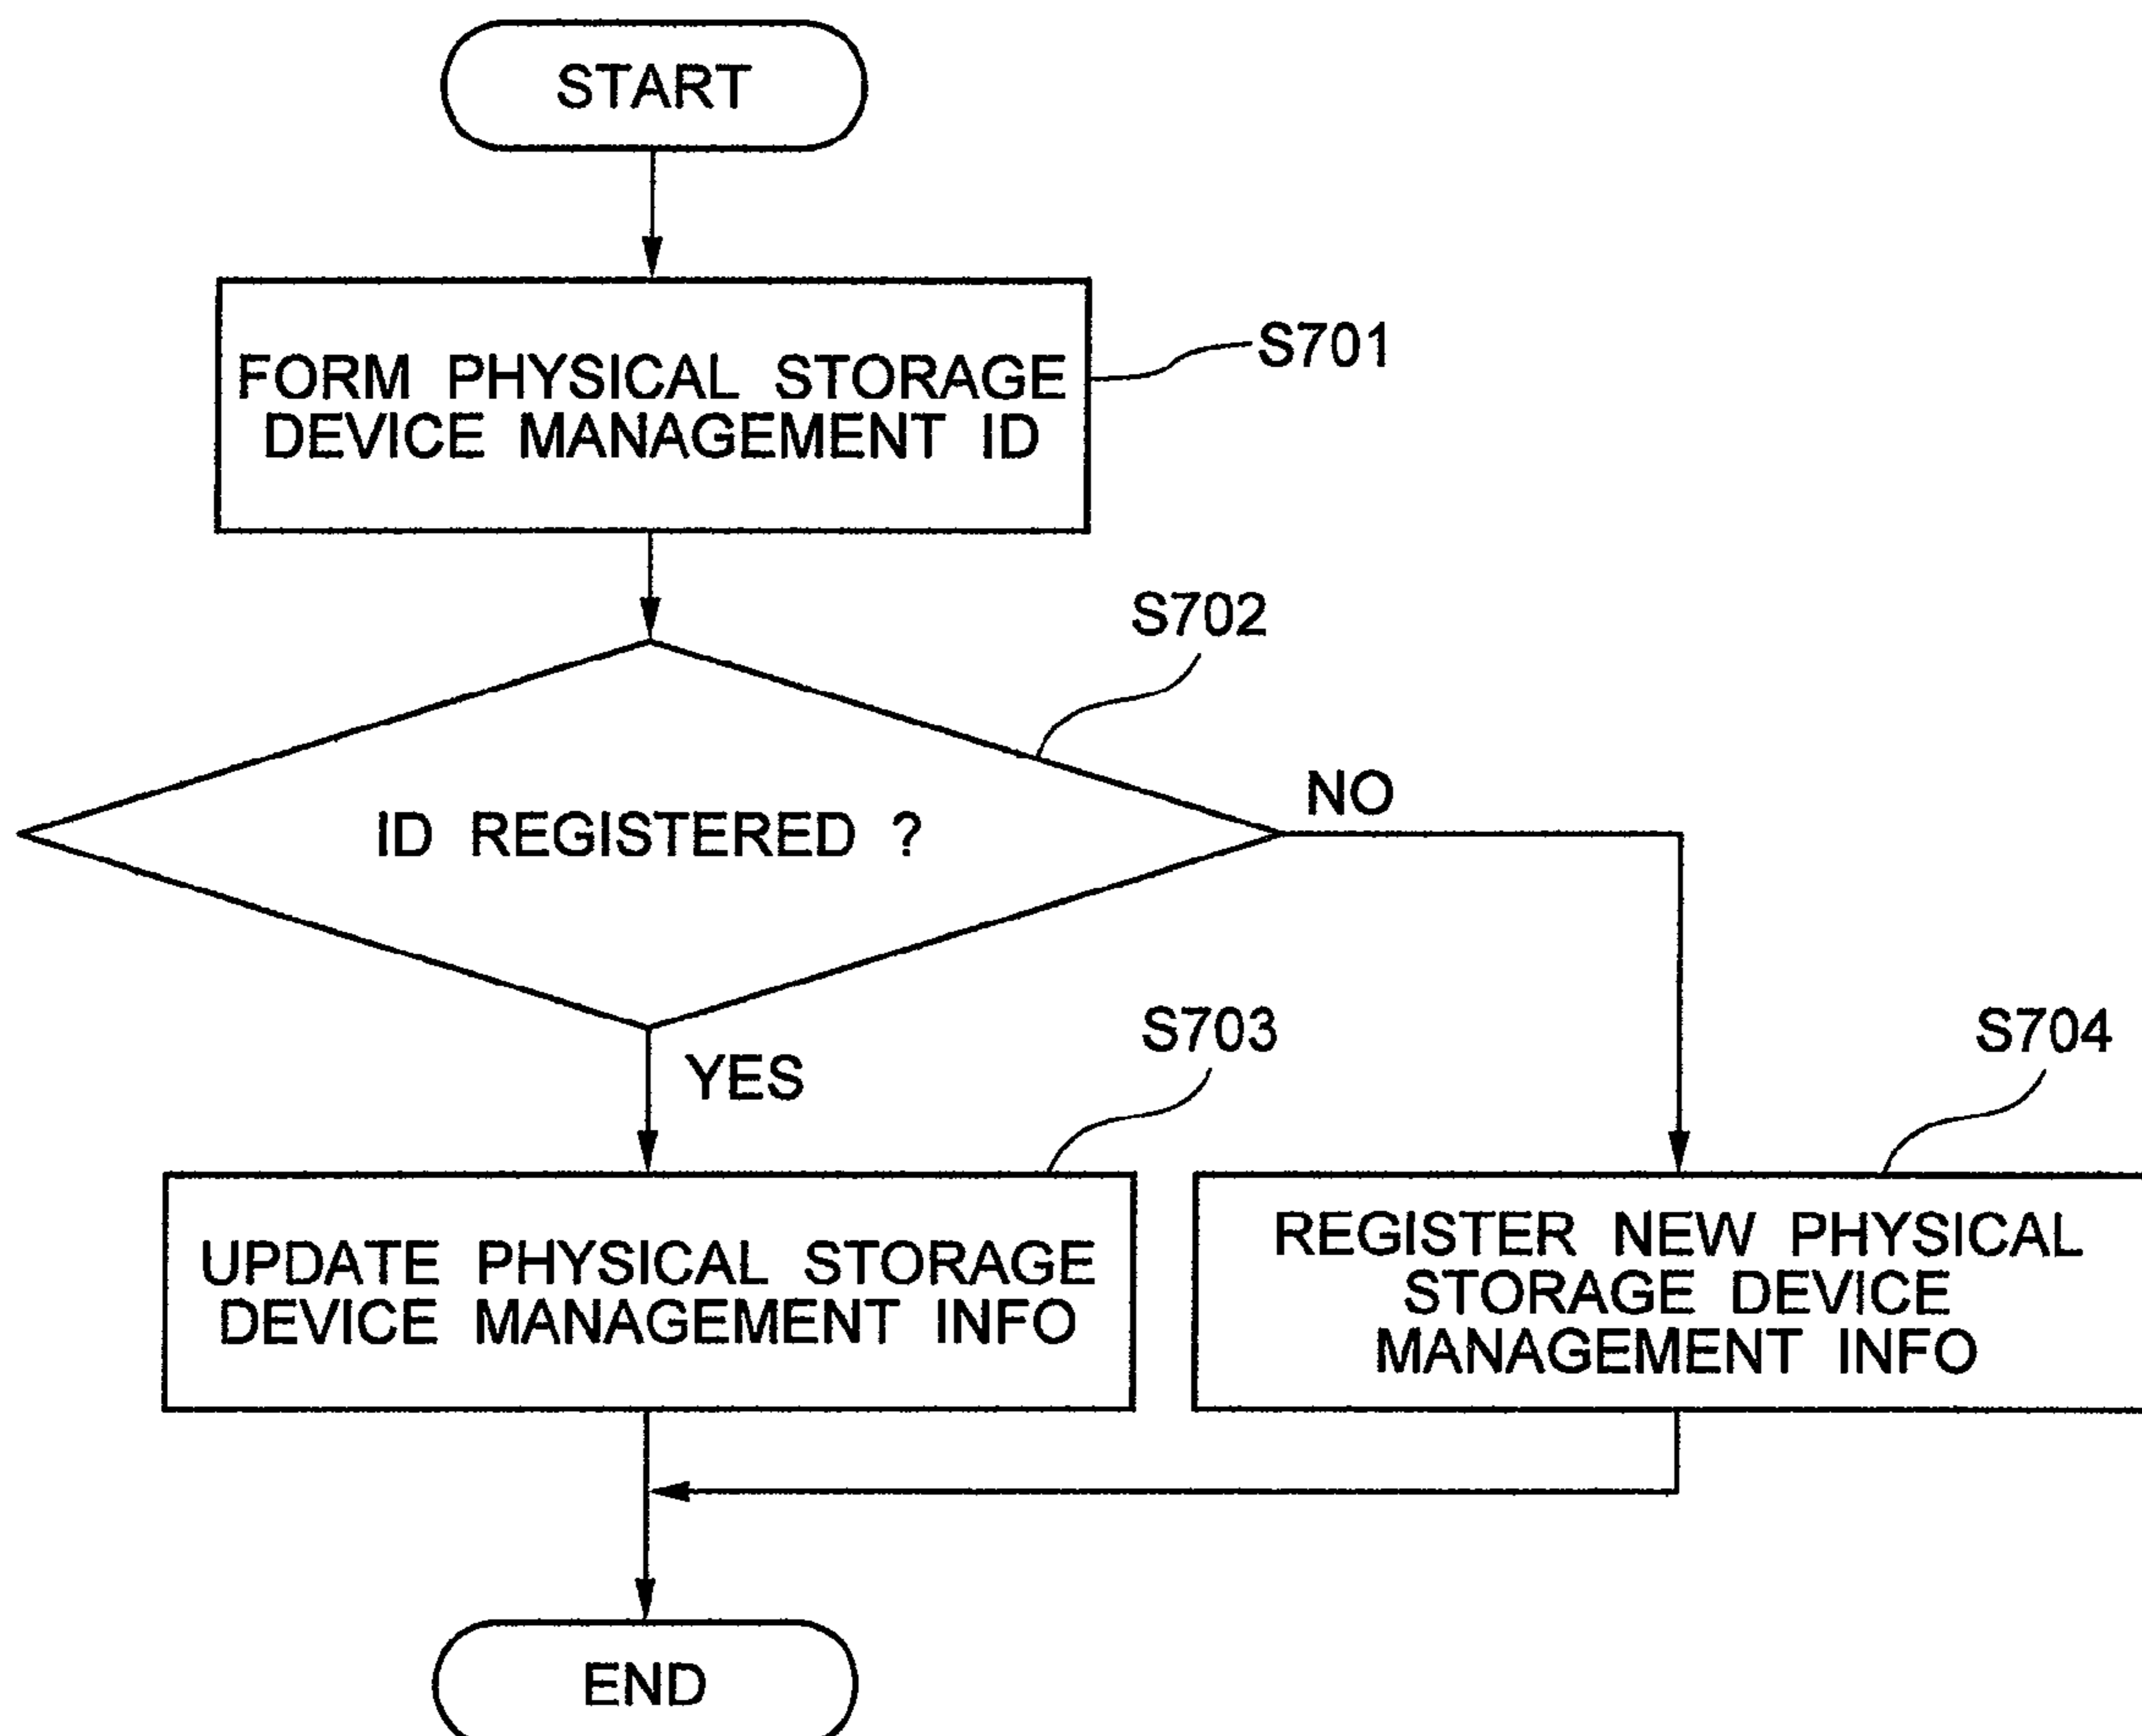 START
FORM PHYSICAL STORAGE
DEVICE MANAGEMENT ID
S701
S702
ID REGISTERED ?
NO
YES
S703
S704
UPDATE PHYSICAL STORAGE
DEVICE MANAGEMENT INFO
REGISTER NEW PHYSICAL
STORAGE DEVICE
MANAGEMENT INFO
END